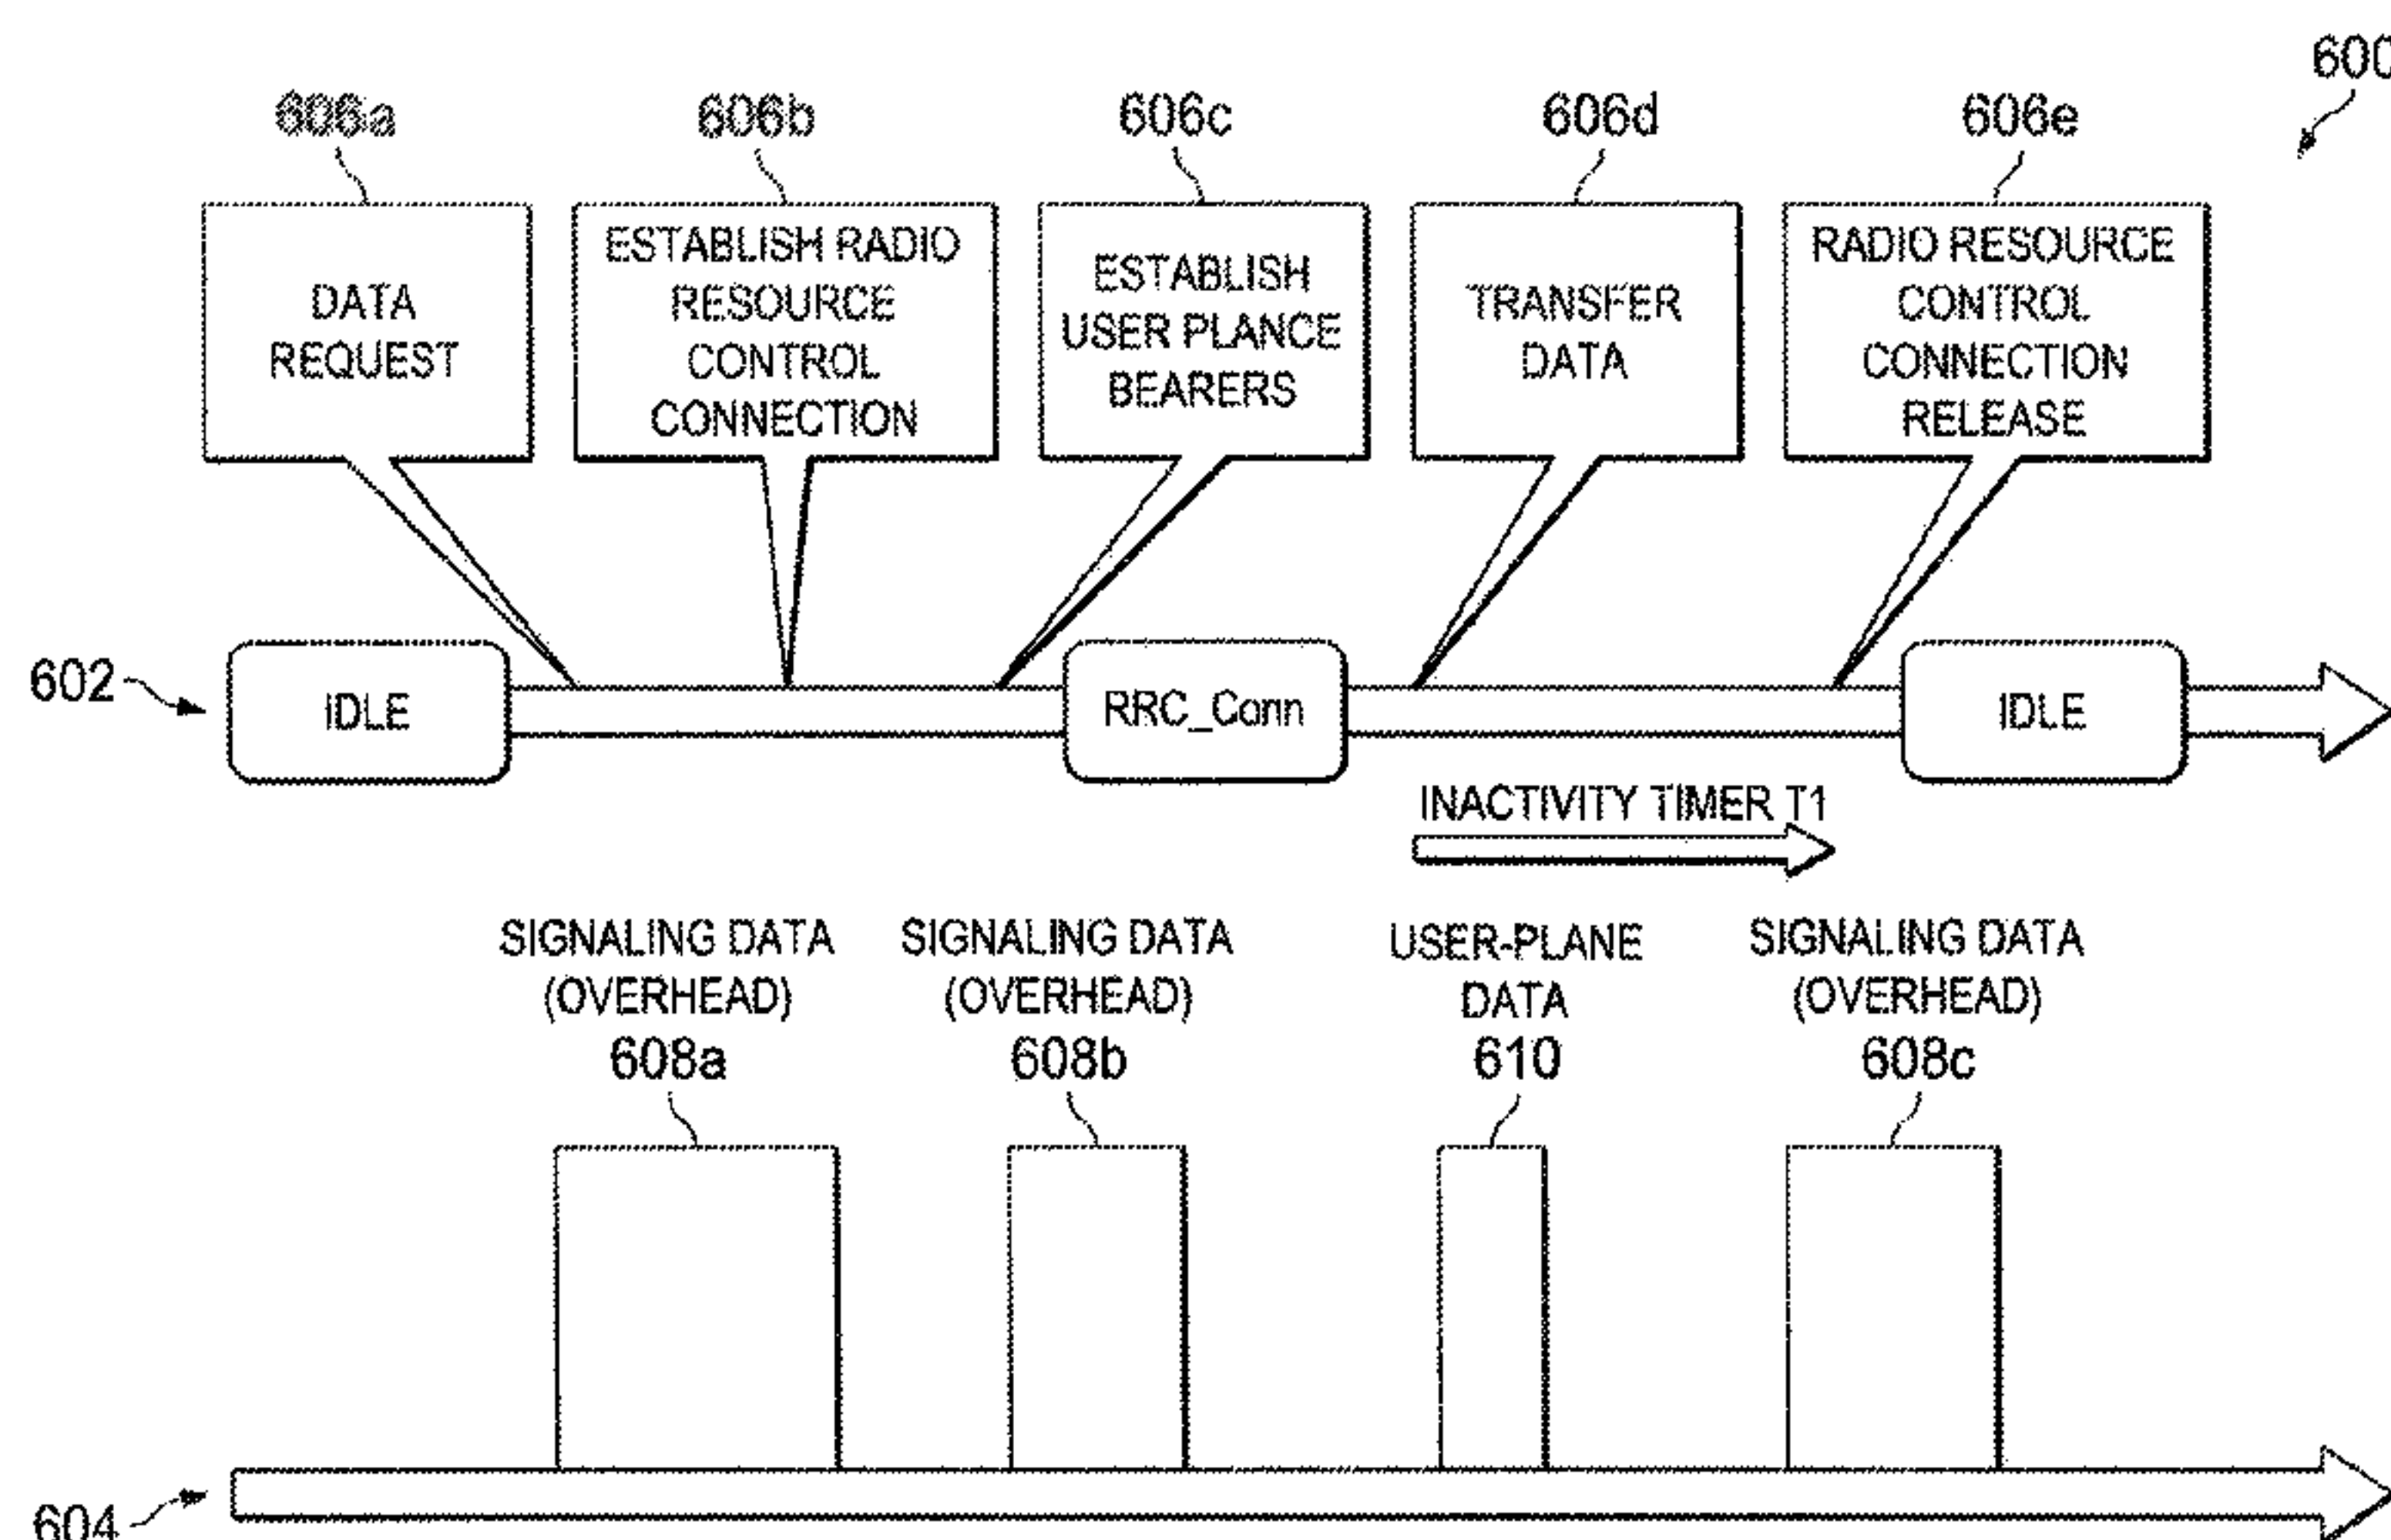 600
606a
606b
606c
606d
606e
DATA
REQUEST
ESTABLISH RADIO
RESOURCE
CONTROL
CONNECTION
ESTABLISH
USER PLANCE
BEARERS
TRANSFER
DATA
RADIO RESOURCE
CONTROL
CONNECTION
RELEASE
602
IDLE
RRC_Conn
IDLE
INACTIVITY TIMER T1
SIGNALING DATA
(OVERHEAD)
608a
SIGNALING DATA
(OVERHEAD)
608b
USER-PLANE
DATA
610
SIGNALING DATA
(OVERHEAD)
608c
604